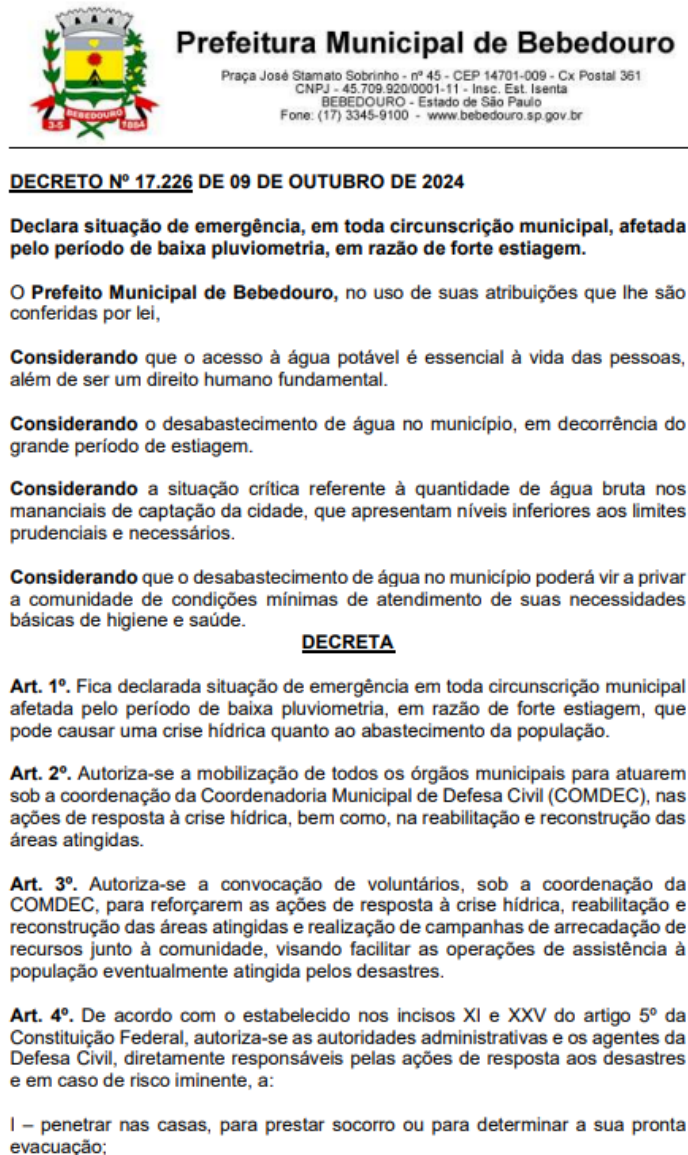 Prefeitura Municipal de Bebedouro
Praça José Stamato Sobrinho - nº 45 - CEP 14701-009 - Cx Postal 361
CNPJ - 45.709.920/0001-11 - Insc. Est. Isenta
BEBEDOURO - Estado de São Paulo
Fone: (17) 3345-9100 - www.bebedouro.sp.gov.br
BEBEDOURO
3-5 1884
DECRETO Nº 17.226 DE 09 DE OUTUBRO DE 2024
Declara situação de emergência, em toda circunscrição municipal, afetada
pelo período de baixa pluviometria, em razão de forte estiagem.
O Prefeito Municipal de Bebedouro, no uso de suas atribuições que lhe são
conferidas por lei,
Considerando que o acesso à água potável é essencial à vida das pessoas,
além de ser um direito humano fundamental.
Considerando o desabastecimento de água no município, em decorrência do
grande período de estiagem.
Considerando a situação crítica referente à quantidade de água bruta nos
mananciais de captação da cidade, que apresentam níveis inferiores aos limites
prudenciais e necessários.
Considerando que o desabastecimento de água no município poderá vir a privar
a comunidade de condições mínimas de atendimento de suas necessidades
básicas de higiene e saúde.
DECRETA
Art. 1º. Fica declarada situação de emergência em toda circunscrição municipal
afetada pelo período de baixa pluviometria, em razão de forte estiagem, que
pode causar uma crise hídrica quanto ao abastecimento da população.
Art. 2º. Autoriza-se a mobilização de todos os órgãos municipais para atuarem
sob a coordenação da Coordenadoria Municipal de Defesa Civil (COMDEC), nas
ações de resposta à crise hídrica, bem como, na reabilitação e reconstrução das
áreas atingidas.
Art. 3º. Autoriza-se a convocação de voluntários, sob a coordenação da
COMDEC, para reforçarem as ações de resposta à crise hídrica, reabilitação e
reconstrução das áreas atingidas e realização de campanhas de arrecadação de
recursos junto à comunidade, visando facilitar as operações de assistência à
população eventualmente atingida pelos desastres.
Art. 4º. De acordo com o estabelecido nos incisos XI e XXV do artigo 5º da
Constituição Federal, autoriza-se as autoridades administrativas e os agentes da
Defesa Civil, diretamente responsáveis pelas ações de resposta aos desastres
e em caso de risco iminente, a:
I – penetrar nas casas, para prestar socorro ou para determinar a sua pronta
evacuação;